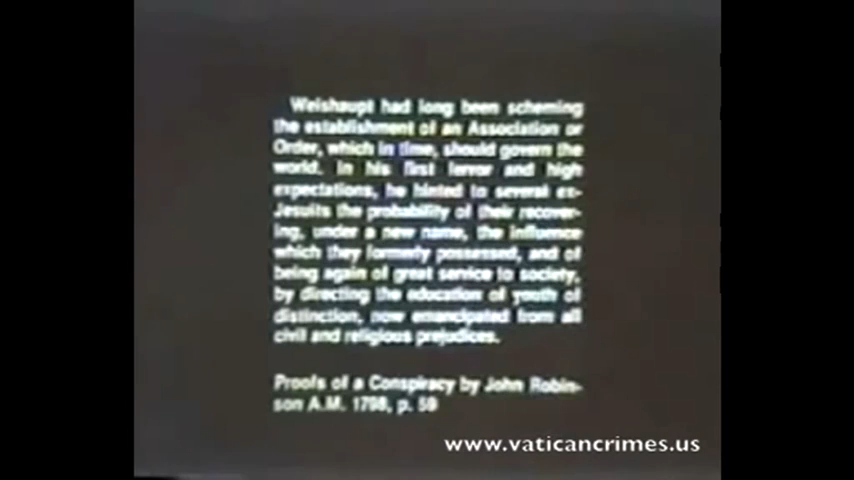 Weishaupt had long been scheming
the establishment of an Association or
Order, which in time, should govern the
world. In his first fervor and high
expectations, he hinted to several ex-
Jesuits the probability of their recover-
ing, under a new name, the influence
which they formerly possessed, and of
being again of great service to society,
by directing the education of youth of
distinction, now emancipated from all
civil and religious prejudices.
Proofs of a Conspiracy by John Robin-
son A.M. 1798, p. 59
www.vaticancrimes.us